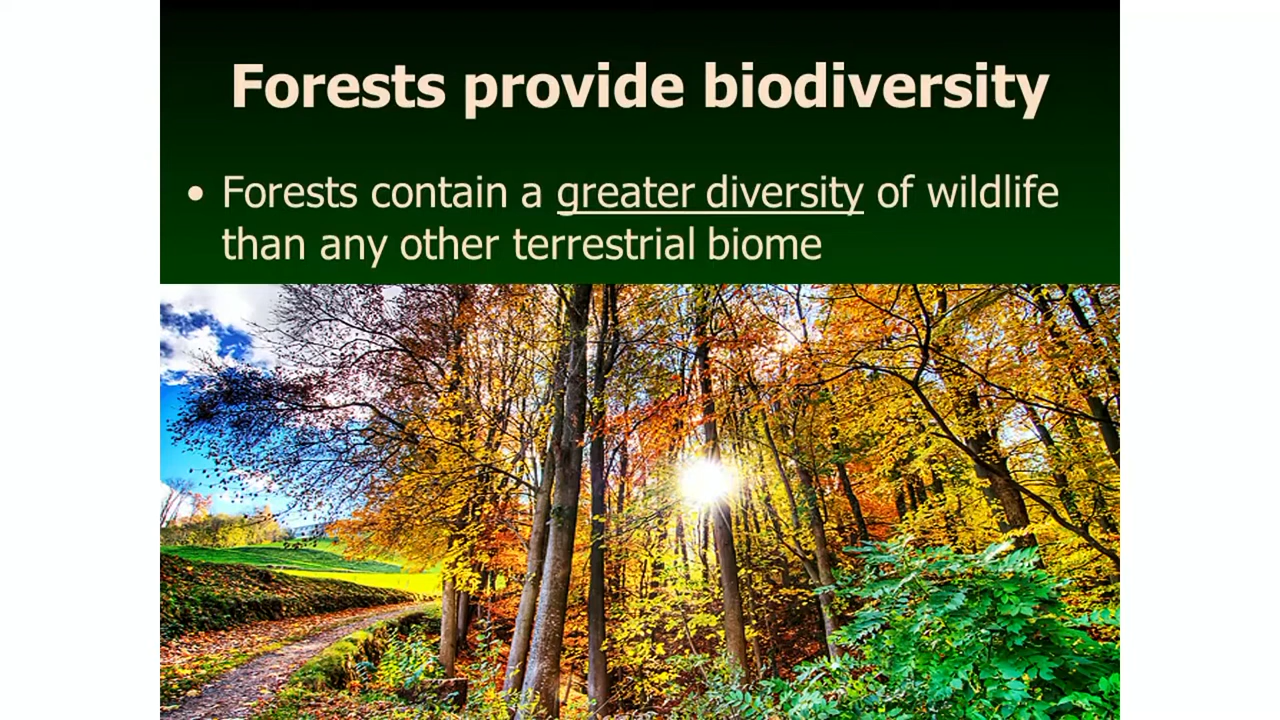 Forests provide biodiversity
• Forests contain a greater diversity of wildlife
than any other terrestrial biome